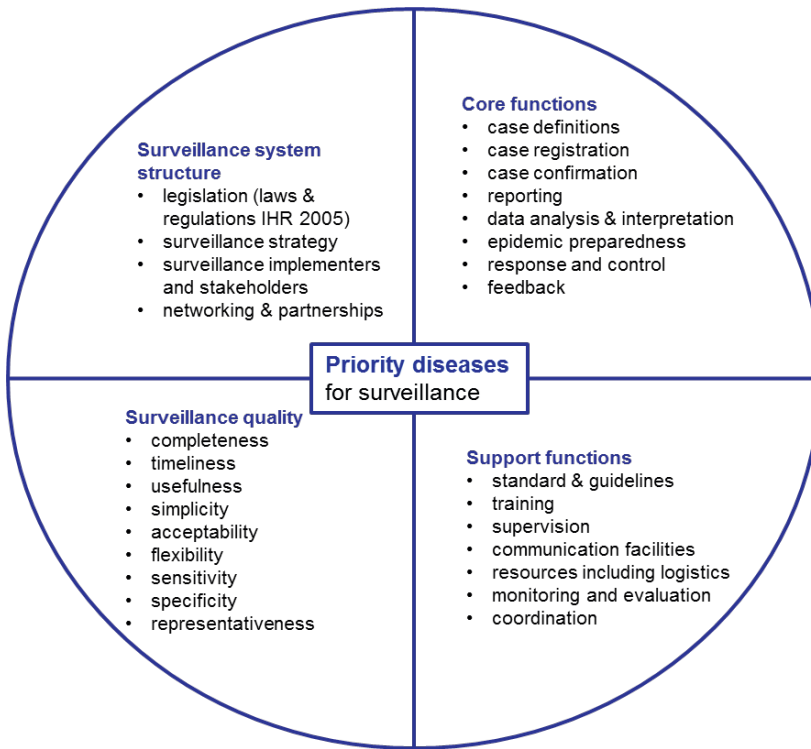 Surveillance system
structure
• legislation (laws &
regulations IHR 2005)
• surveillance strategy
• surveillance implementers
and stakeholders
• networking & partnerships
Core functions
• case definitions
• case registration
• case confirmation
• reporting
• data analysis & interpretation
• epidemic preparedness
• response and control
• feedback
Priority diseases
for surveillance
Surveillance quality
• completeness
• timeliness
• usefulness
• simplicity
• acceptability
• flexibility
• sensitivity
• specificity
• representativeness
Support functions
• standard & guidelines
• training
• supervision
• communication facilities
• resources including logistics
• monitoring and evaluation
• coordination